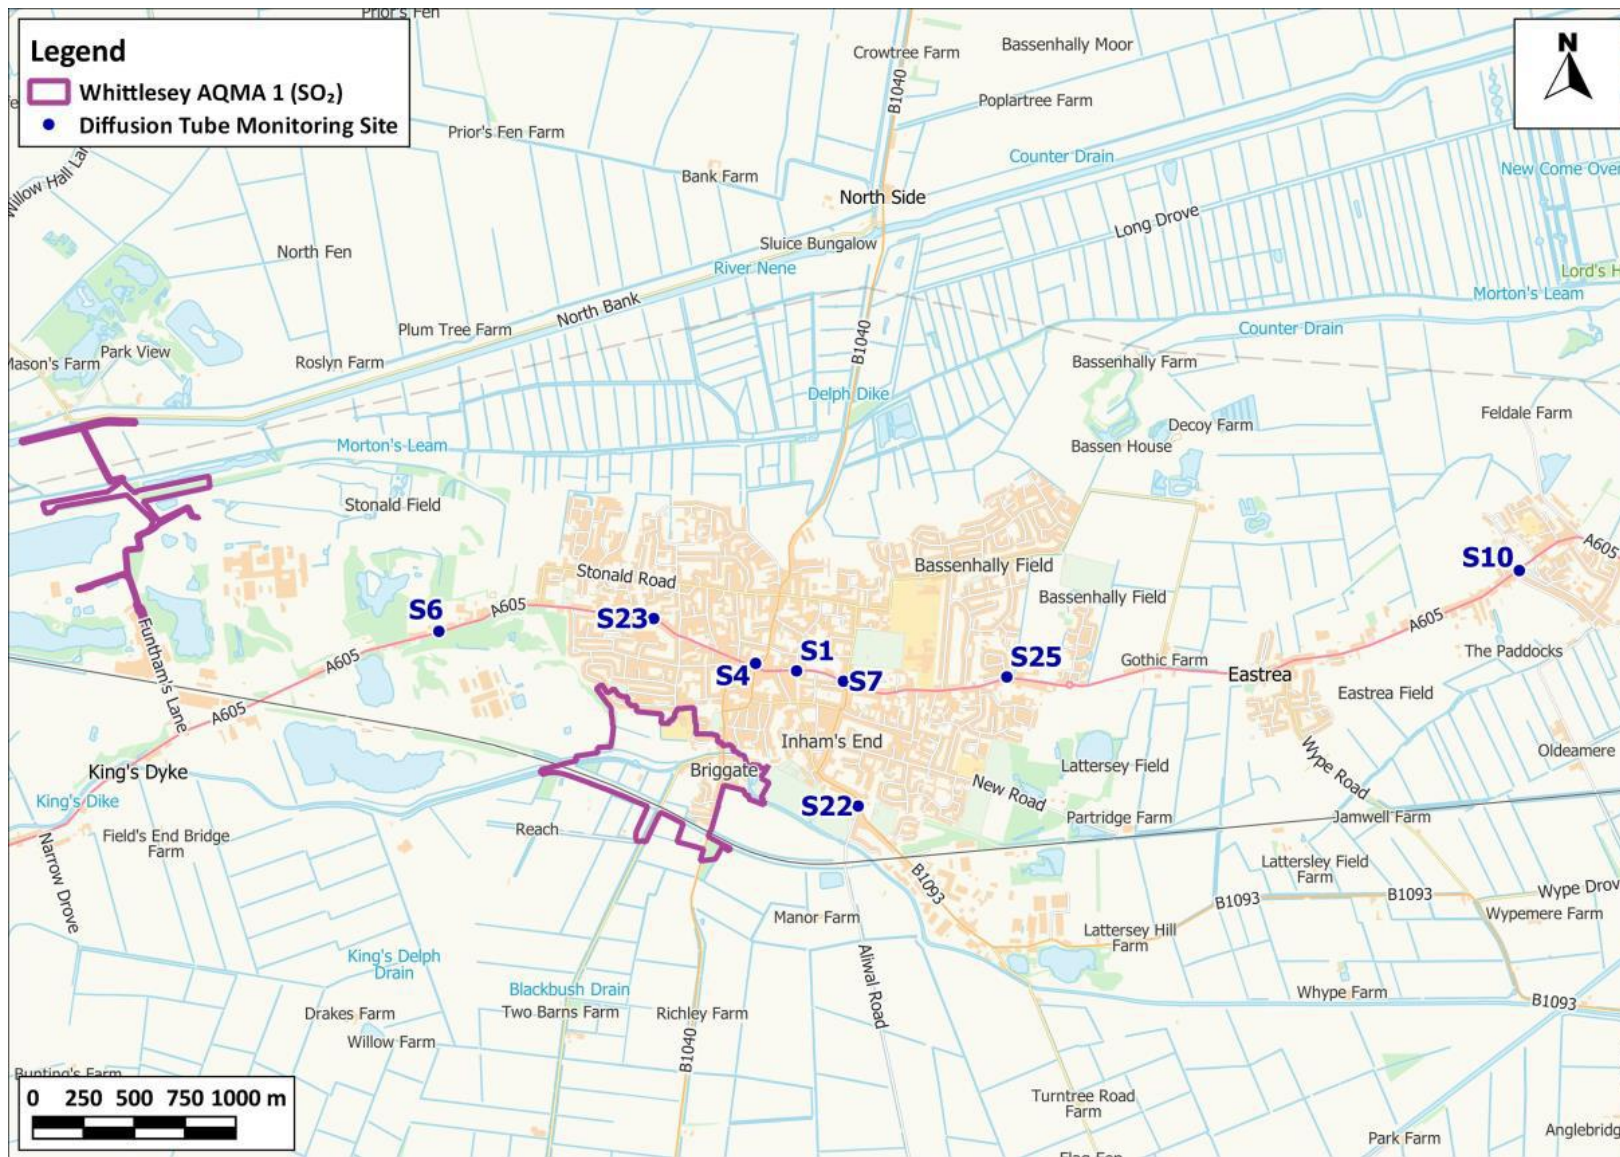 Prior's Fen
Legend
Whittlesey AQMA 1 (SO₂)
Diffusion Tube Monitoring Site
N
Crowtree Farm
Bassenhally Moor
B1040
Poplartree Farm
Prior's Fen Farm
Counter Drain
New Come Over
Willow Hall La
Bank Farm
North Side
Long Drove
North Fen
Sluice Bungalow
River Nene
Lord's H
Morton's Leam
North Bank
Plum Tree Farm
Counter Drain
B1040
Park View
Mason's Farm
Roslyn Farm
Bassenhally Farm
Delph Dike
Feldale Farm
Decoy Farm
Bassen House
Morton's Leam
Stonald Field
A605
S10
Bassenhally Field
Stonald Road
Bassenhally Field
S6
A605
S23
A605
Funtham's Lane
S1
S25
Gothic Farm
The Paddocks
A605
S4
S7
Eastrea
Eastrea Field
A605
Inham's End
Oldeamere
King's Dyke
Briggate
Lattersey Field
Wype Road
King's Dike
New Road
S22
Partridge Farm
Jamwell Farm
Field's End Bridge
Farm
Reach
Narrow Drove
Lattersley Field
Farm
B1093
B1093
B1093
Wype Drov
Wypemere Farm
Manor Farm
Lattersey Hill
Farm
King's Delph
Drain
Aliwal Road
Blackbush Drain
Whype Farm
B1093
Drakes Farm
Two Barns Farm
Richley Farm
Willow Farm
B1040
Bunting's Farm
0 250 500 750 1000 m
Turntree Road
Farm
Anglebridg
Park Farm